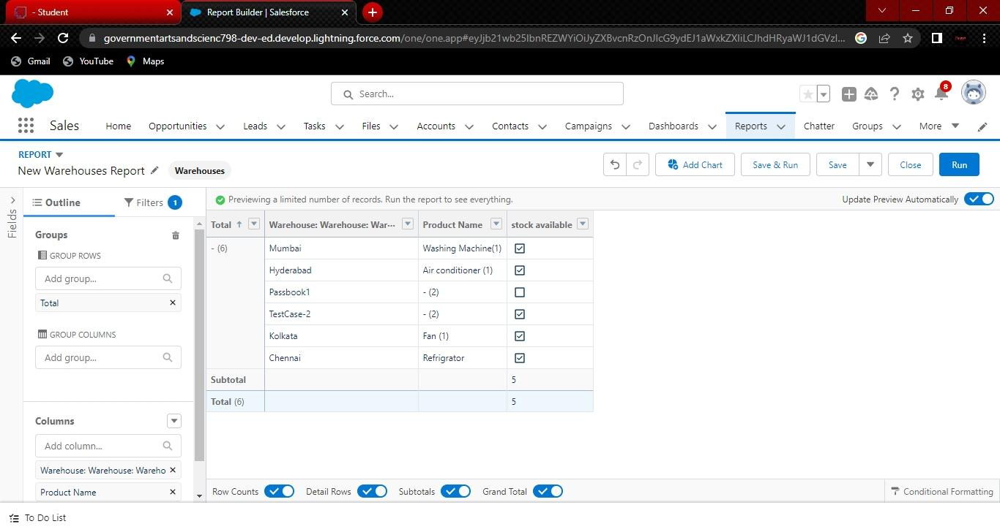 - Student
Report Builder | Salesforce
governmentartsandscienc798-dev-ed.develop.lightning.force.com/one/one.app#eyJjb21wb25lbnREZWYiOiJyZXBvcnRzOnJlcG9ydEJ1aWxkZXIiLCJhdHRyaWJ1dGVzI...
Gmail YouTube Maps
Search...
8
Sales Home Opportunities Leads Tasks Files Accounts Contacts Campaigns Dashboards Reports Chatter Groups More
REPORT
New Warehouses Report Warehouses
Add Chart Save & Run Save Close Run
Fields
Outline Filters 1
Previewing a limited number of records. Run the report to see everything.
Update Preview Automatically
Groups
GROUP ROWS
Add group...
Total
GROUP COLUMNS
Add group...
Columns
Add column...
Warehouse: Warehouse: Wareho
Product Name
Total ↑ Warehouse: Warehouse: War... Product Name stock available
- (6) Mumbai Washing Machine(1)
Hyderabad Air conditioner (1)
Passbook1 - (2)
TestCase-2 - (2)
Kolkata Fan (1)
Chennai Refrigrator
Subtotal 5
Total (6) 5
Row Counts Detail Rows Subtotals Grand Total
Conditional Formatting
To Do List